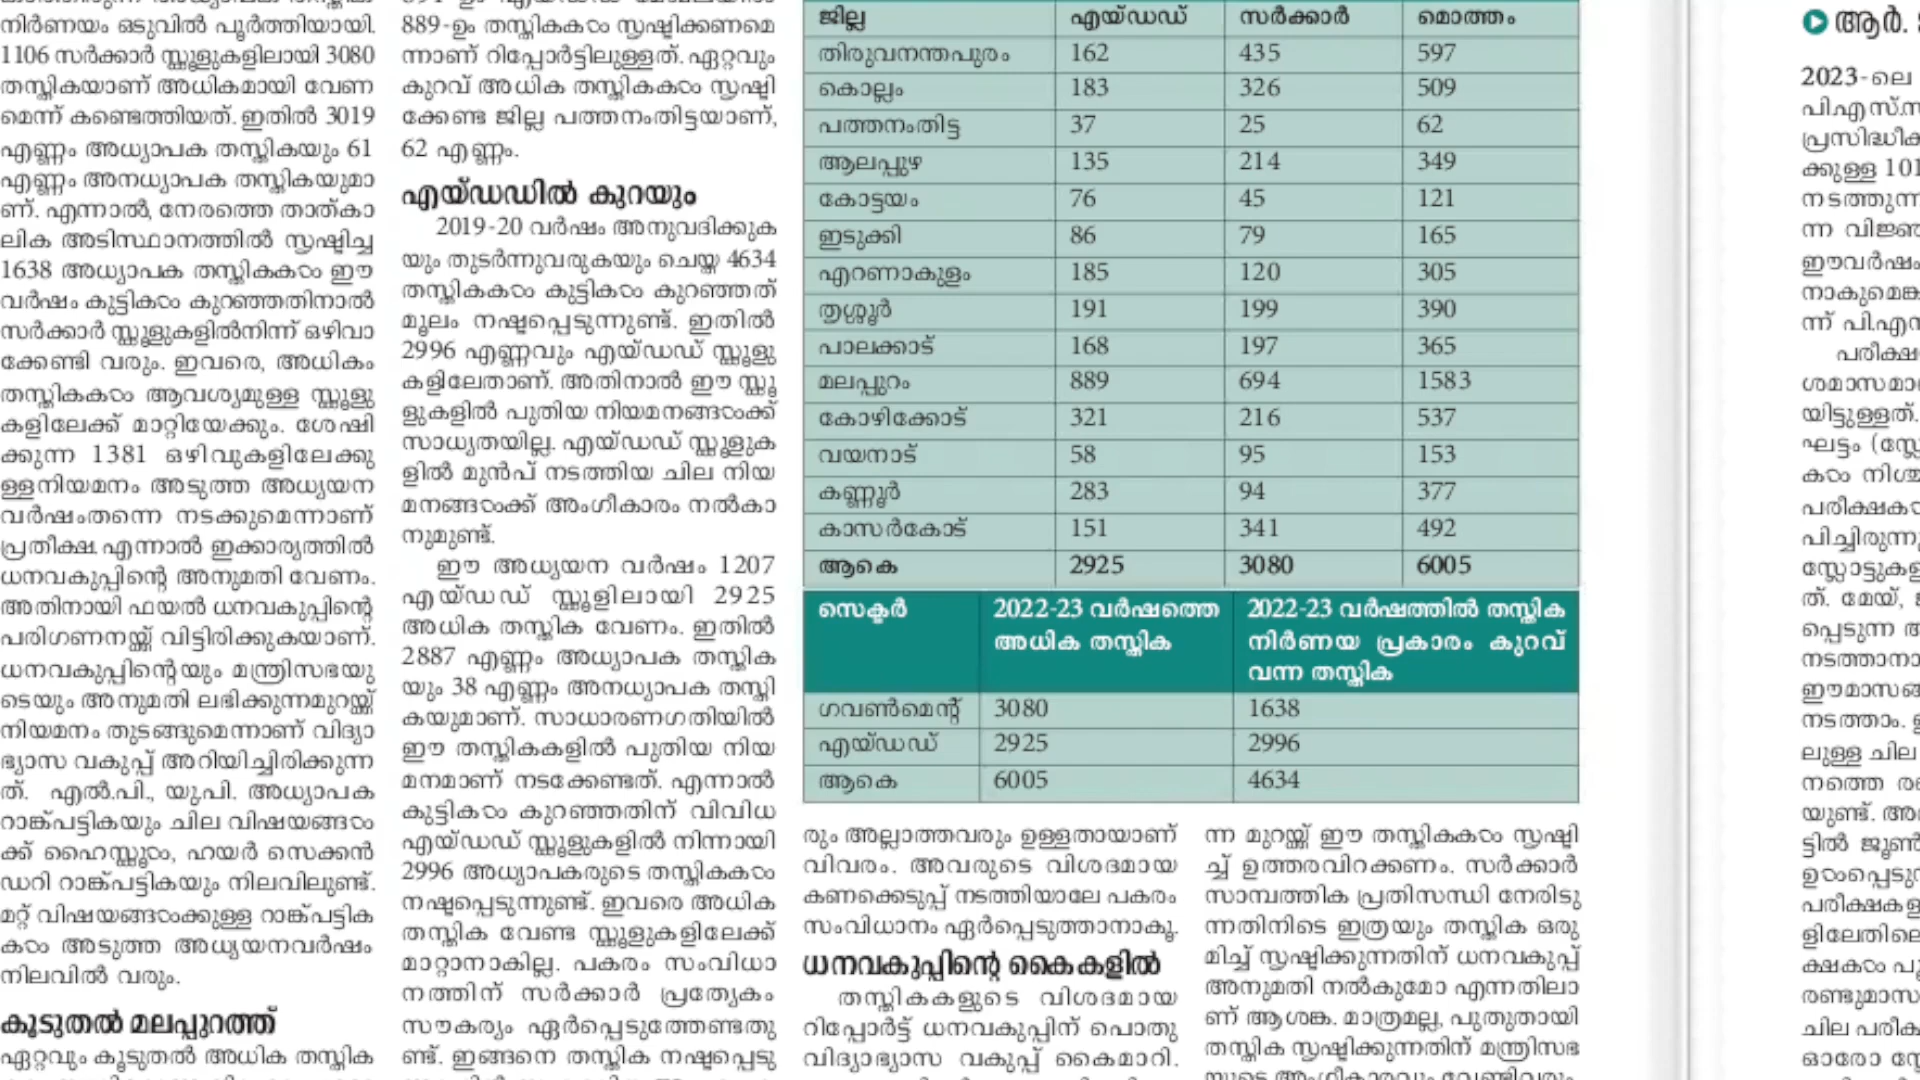 നിർണയം ഒടുവിൽ പൂർത്തിയായി.
1106 സർക്കാർ സ്കൂളുകളിലായി 3080
തസ്തികയാണ് അധികമായി വേണ
മെന്ന് കണ്ടെത്തിയത്. ഇതിൽ 3019
എണ്ണം അധ്യാപക തസ്തികയും 61
എണ്ണം അനധ്യാപക തസ്തികയുമാ
ണ്. എന്നാൽ, നേരത്തെ താത്കാ
ലിക അടിസ്ഥാനത്തിൽ സൃഷ്ടിച്ച
1638 അധ്യാപക തസ്തികകൾ ഈ
വർഷം കുട്ടികൾ കുറഞ്ഞതിനാൽ
സർക്കാർ സ്കൂളുകളിൽനിന്ന് ഒഴിവാ
ക്കേണ്ടി വരും. ഇവരെ, അധികം
തസ്തികകൾ ആവശ്യമുള്ള സ്കൂളു
കളിലേക്ക് മാറ്റിയേക്കും. ശേഷി
ക്കുന്ന 1381 ഒഴിവുകളിലേക്കു
ള്ള നിയമനം അടുത്ത അധ്യയന
വർഷംതന്നെ നടക്കുമെന്നാണ്
പ്രതീക്ഷ. എന്നാൽ ഇക്കാര്യത്തിൽ
ധനവകുപ്പിന്റെ അനുമതി വേണം.
അതിനായി ഫയൽ ധനവകുപ്പിന്റെ
പരിഗണനയ്ക്ക് വിട്ടിരിക്കുകയാണ്.
ധനവകുപ്പിന്റെയും മന്ത്രിസഭയു
ടെയും അനുമതി ലഭിക്കുന്നമുറയ്ക്ക്
നിയമനം തുടങ്ങുമെന്നാണ് വിദ്യാ
ഭ്യാസ വകുപ്പ് അറിയിച്ചിരിക്കുന്ന
ത്. എൽ.പി., യു.പി. അധ്യാപക
റാങ്ക്പട്ടികയും ചില വിഷയങ്ങൾ
ക്ക് ഹൈസ്കൂൾ, ഹയർ സെക്കൻ
ഡറി റാങ്ക്പട്ടികയും നിലവിലുണ്ട്.
മറ്റ് വിഷയങ്ങൾക്കുള്ള റാങ്ക്പട്ടിക
കൾ അടുത്ത അധ്യയനവർഷം
നിലവിൽ വരും.
കൂടുതൽ മലപ്പുറത്ത്
ഏറ്റവും കൂടുതൽ അധിക തസ്തിക
889-ഉം തസ്തികകൾ സൃഷ്ടിക്കണമെ
ന്നാണ് റിപ്പോർട്ടിലുള്ളത്. ഏറ്റവും
കുറവ് അധിക തസ്തികകൾ സൃഷ്ടി
ക്കേണ്ട ജില്ല പത്തനംതിട്ടയാണ്,
62 എണ്ണം.
എയ്ഡഡിൽ കുറയും
2019-20 വർഷം അനുവദിക്കുക
യും തുടർന്നുവരുകയും ചെയ്ത 4634
തസ്തികകൾ കുട്ടികൾ കുറഞ്ഞത്
മൂലം നഷ്ടപ്പെടുന്നുണ്ട്. ഇതിൽ
2996 എണ്ണവും എയ്ഡഡ് സ്കൂളു
കളിലേതാണ്. അതിനാൽ ഈ സ്കൂ
ളുകളിൽ പുതിയ നിയമനങ്ങൾക്ക്
സാധ്യതയില്ല. എയ്ഡഡ് സ്കൂളുക
ളിൽ മുൻപ് നടത്തിയ ചില നിയ
മനങ്ങൾക്ക് അംഗീകാരം നൽകാ
നുമുണ്ട്.
ഈ അധ്യയന വർഷം 1207
എയ്ഡഡ് സ്കൂളിലായി 2925
അധിക തസ്തിക വേണം. ഇതിൽ
2887 എണ്ണം അധ്യാപക തസ്തിക
യും 38 എണ്ണം അനധ്യാപക തസ്തി
കയുമാണ്. സാധാരണഗതിയിൽ
ഈ തസ്തികകളിൽ പുതിയ നിയ
മനമാണ് നടക്കേണ്ടത്. എന്നാൽ
കുട്ടികൾ കുറഞ്ഞതിന് വിവിധ
എയ്ഡഡ് സ്കൂളുകളിൽ നിന്നായി
2996 അധ്യാപകരുടെ തസ്തികകൾ
നഷ്ടപ്പെടുന്നുണ്ട്. ഇവരെ അധിക
തസ്തിക വേണ്ട സ്കൂളുകളിലേക്ക്
മാറ്റാനാകില്ല. പകരം സംവിധാ
നത്തിന് സർക്കാർ പ്രത്യേകം
സൗകര്യം ഏർപ്പെടുത്തേണ്ടതു
ണ്ട്. ഇങ്ങനെ തസ്തിക നഷ്ടപ്പെടു
ജില്ല എയ്ഡഡ് സർക്കാർ മൊത്തം
തിരുവനന്തപുരം 162 435 597
കൊല്ലം 183 326 509
പത്തനംതിട്ട 37 25 62
ആലപ്പുഴ 135 214 349
കോട്ടയം 76 45 121
ഇടുക്കി 86 79 165
എറണാകുളം 185 120 305
തൃശ്ശൂർ 191 199 390
പാലക്കാട് 168 197 365
മലപ്പുറം 889 694 1583
കോഴിക്കോട് 321 216 537
വയനാട് 58 95 153
കണ്ണൂർ 283 94 377
കാസർകോട് 151 341 492
ആകെ 2925 3080 6005
സെക്ടർ 2022-23 വർഷത്തെ 2022-23 വർഷത്തിൽ തസ്തിക
അധിക തസ്തിക നിർണയ പ്രകാരം കുറവ്
വന്ന തസ്തിക
ഗവൺമെന്റ് 3080 1638
എയ്ഡഡ് 2925 2996
ആകെ 6005 4634
രും അല്ലാത്തവരും ഉള്ളതായാണ്
വിവരം. അവരുടെ വിശദമായ
കണക്കെടുപ്പ് നടത്തിയാലേ പകരം
സംവിധാനം ഏർപ്പെടുത്താനാകൂ.
ധനവകുപ്പിന്റെ കൈകളിൽ
തസ്തികകളുടെ വിശദമായ
റിപ്പോർട്ട് ധനവകുപ്പിന് പൊതു
വിദ്യാഭ്യാസ വകുപ്പ് കൈമാറി.
ന്ന മുറയ്ക്ക് ഈ തസ്തികകൾ സൃഷ്ടി
ച്ച് ഉത്തരവിറക്കണം. സർക്കാർ
സാമ്പത്തിക പ്രതിസന്ധി നേരിടു
ന്നതിനിടെ ഇത്രയും തസ്തിക ഒരു
മിച്ച് സൃഷ്ടിക്കുന്നതിന് ധനവകുപ്പ്
അനുമതി നൽകുമോ എന്നതിലാ
ണ് ആശങ്ക. മാത്രമല്ല, പുതുതായി
തസ്തിക സൃഷ്ടിക്കുന്നതിന് മന്ത്രിസഭ
യുടെ അംഗീകാരവും വേണ്ടിവരും.
ആർ.
2023-ലെ